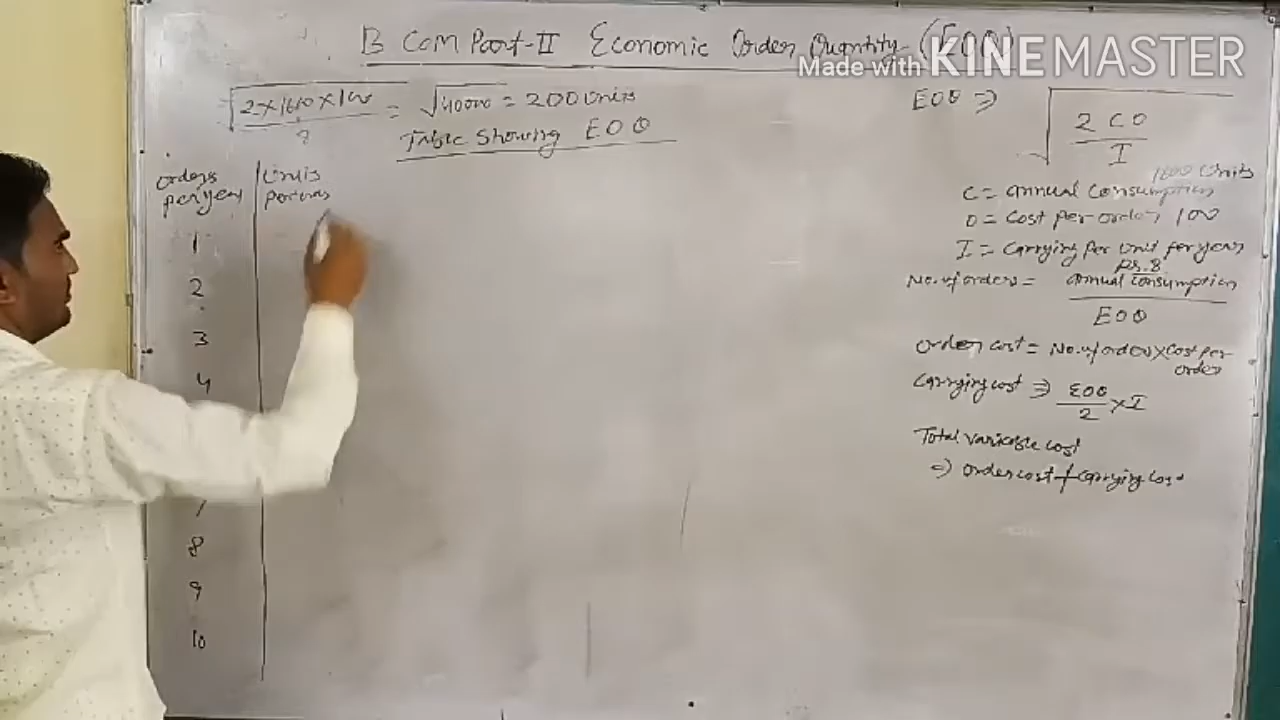 B Com Part-II Economic Order Quantity (EOQ)
Made with KINEMASTER
√2×1600×100/8 = √40000 = 200 Units
Table Showing EOQ
EOQ ⇒ √2CO/I
1600 Units
C = Annual Consumption
O = Cost per order, 100
I = Carrying Per Unit per year
Rs. 8
No. of orders = Annual Consumption / EOQ
Order cost = No. of orders × Cost per order
Carrying cost ⇒ EOQ/2 × I
Total variable cost
⇒ Order cost + Carrying cost
Orders per year
Units per order
1
2
3
4
7
8
9
10